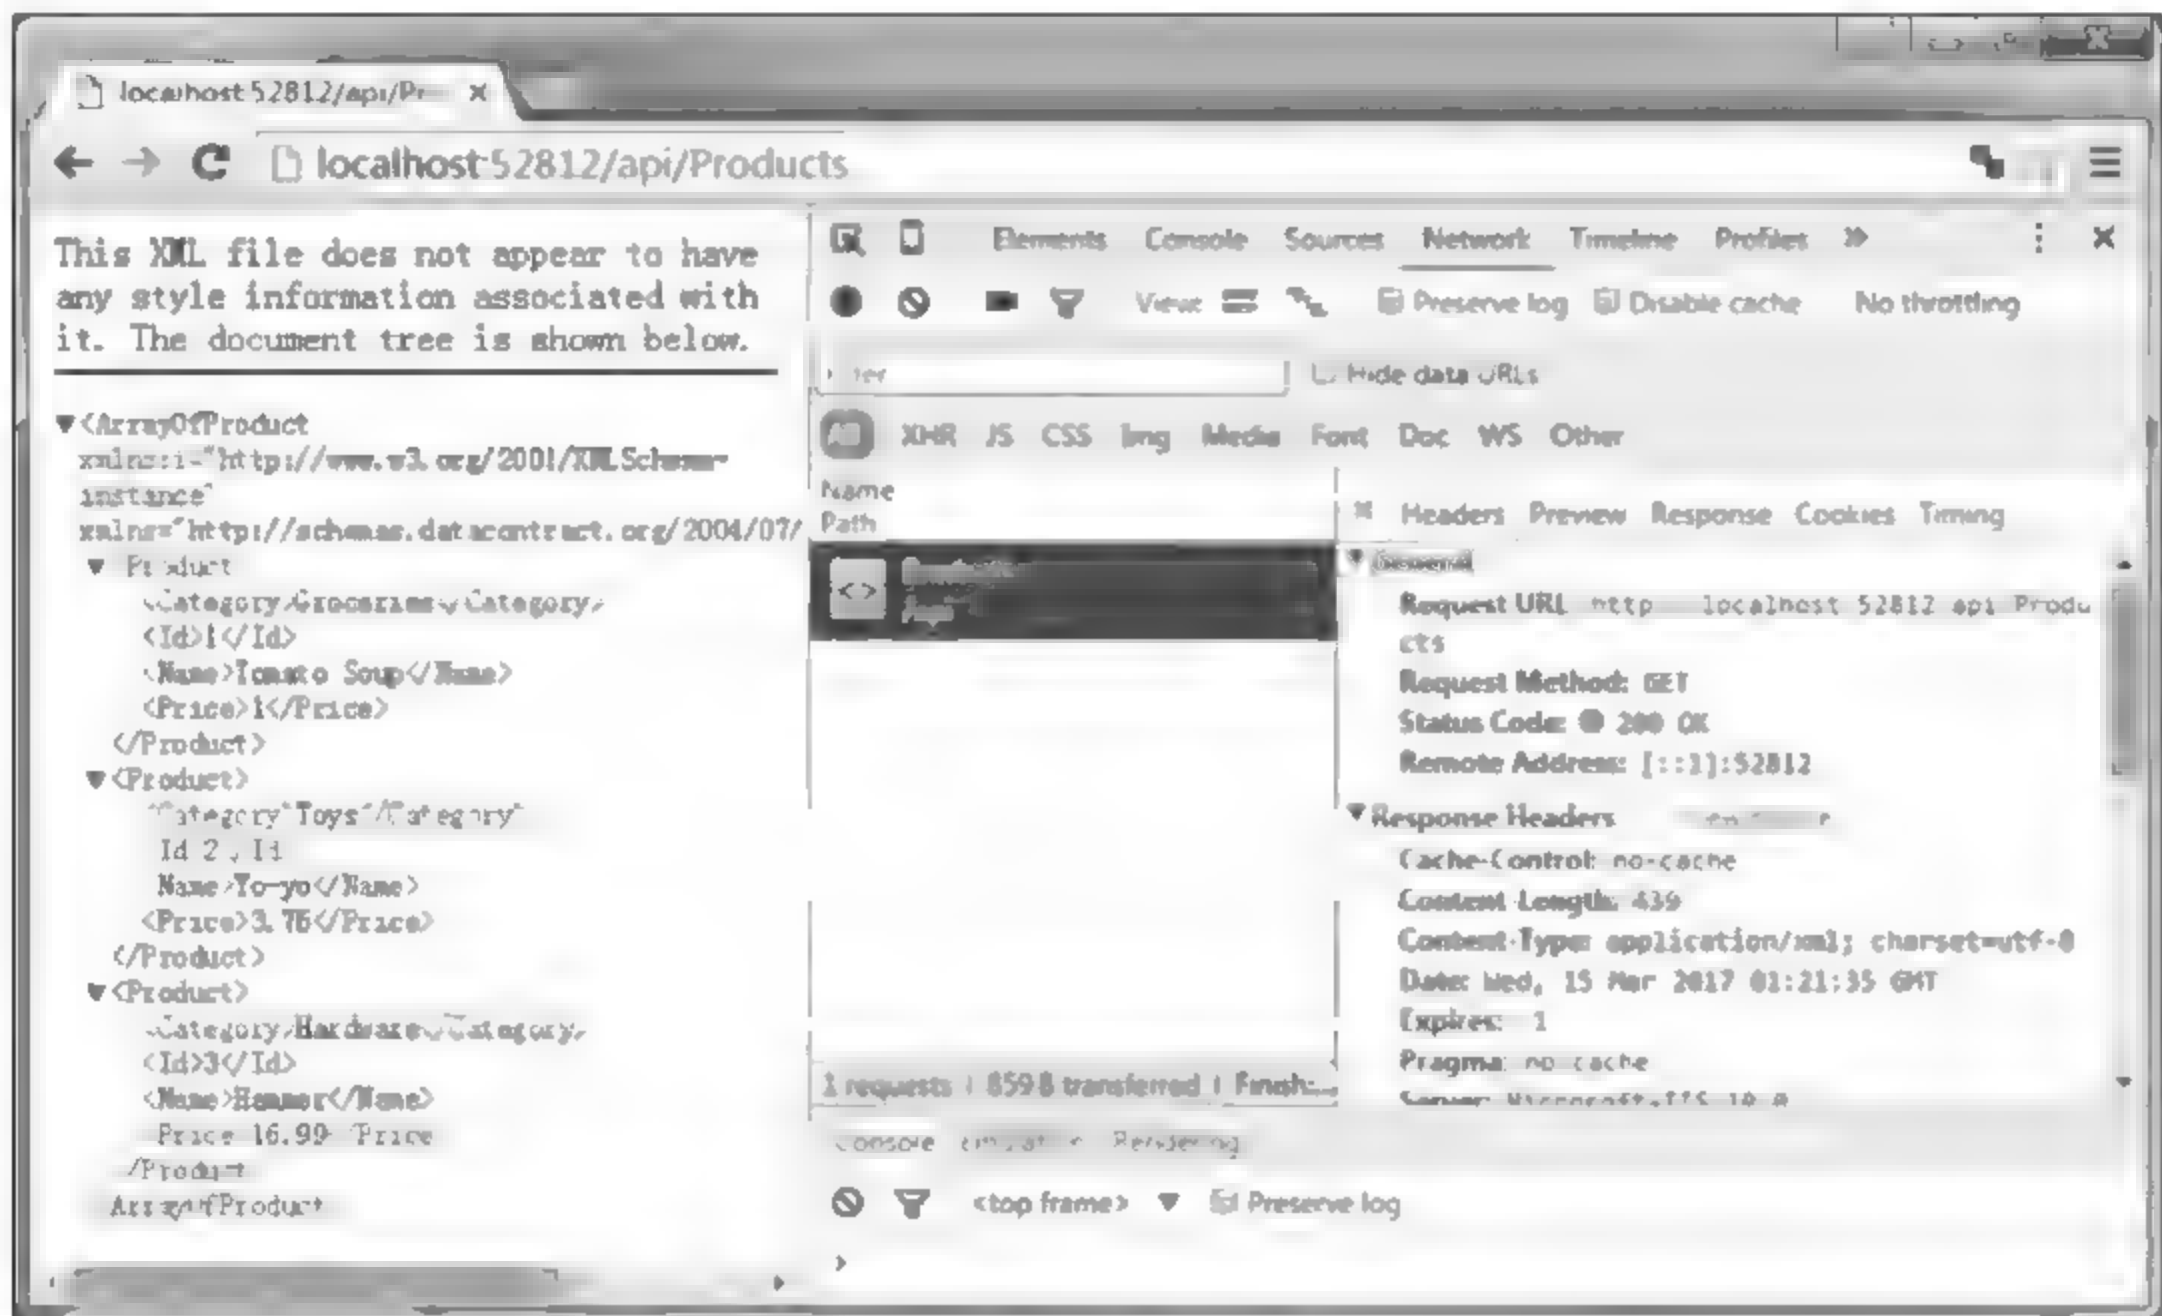 localhost:52812/api/Pr
localhost:52812/api/Products
This XML file does not appear to have
any style information associated with
it. The document tree is shown below.
<ArrayOfProduct
xmlns:i="http://www.w3.org/2001/XMLSchema-
instance"
xmlns="http://schemas.datacontract.org/2004/07/
<Product>
<Category>Groceries</Category>
<Id>1</Id>
<Name>Tomato Soup</Name>
<Price>1</Price>
</Product>
<Product>
<Category>Toys</Category>
<Id>2</Id>
<Name>Yo-yo</Name>
<Price>3.75</Price>
</Product>
<Product>
<Category>Hardware</Category>
<Id>3</Id>
<Name>Hammer</Name>
<Price>16.99</Price>
</Product>
</ArrayOfProduct>
Elements Console Sources Network Timeline Profiles
View: Preserve log Disable cache No throttling
Hide data URLs
All XHR JS CSS Img Media Font Doc WS Other
Name
Path
Headers Preview Response Cookies Timing
General
Request URL: http://localhost:52812/api/Produ
cts
Request Method: GET
Status Code: 200 OK
Remote Address: [::1]:52812
Response Headers
Cache-Control: no-cache
Content-Length: 439
Content-Type: application/xml; charset=utf-8
Date: Wed, 15 Mar 2017 01:21:35 GMT
Expires: -1
Pragma: no-cache
Server: Microsoft-IIS/10.0
1 requests | 859 B transferred | Finish:...
Console Rendering
<top frame> Preserve log